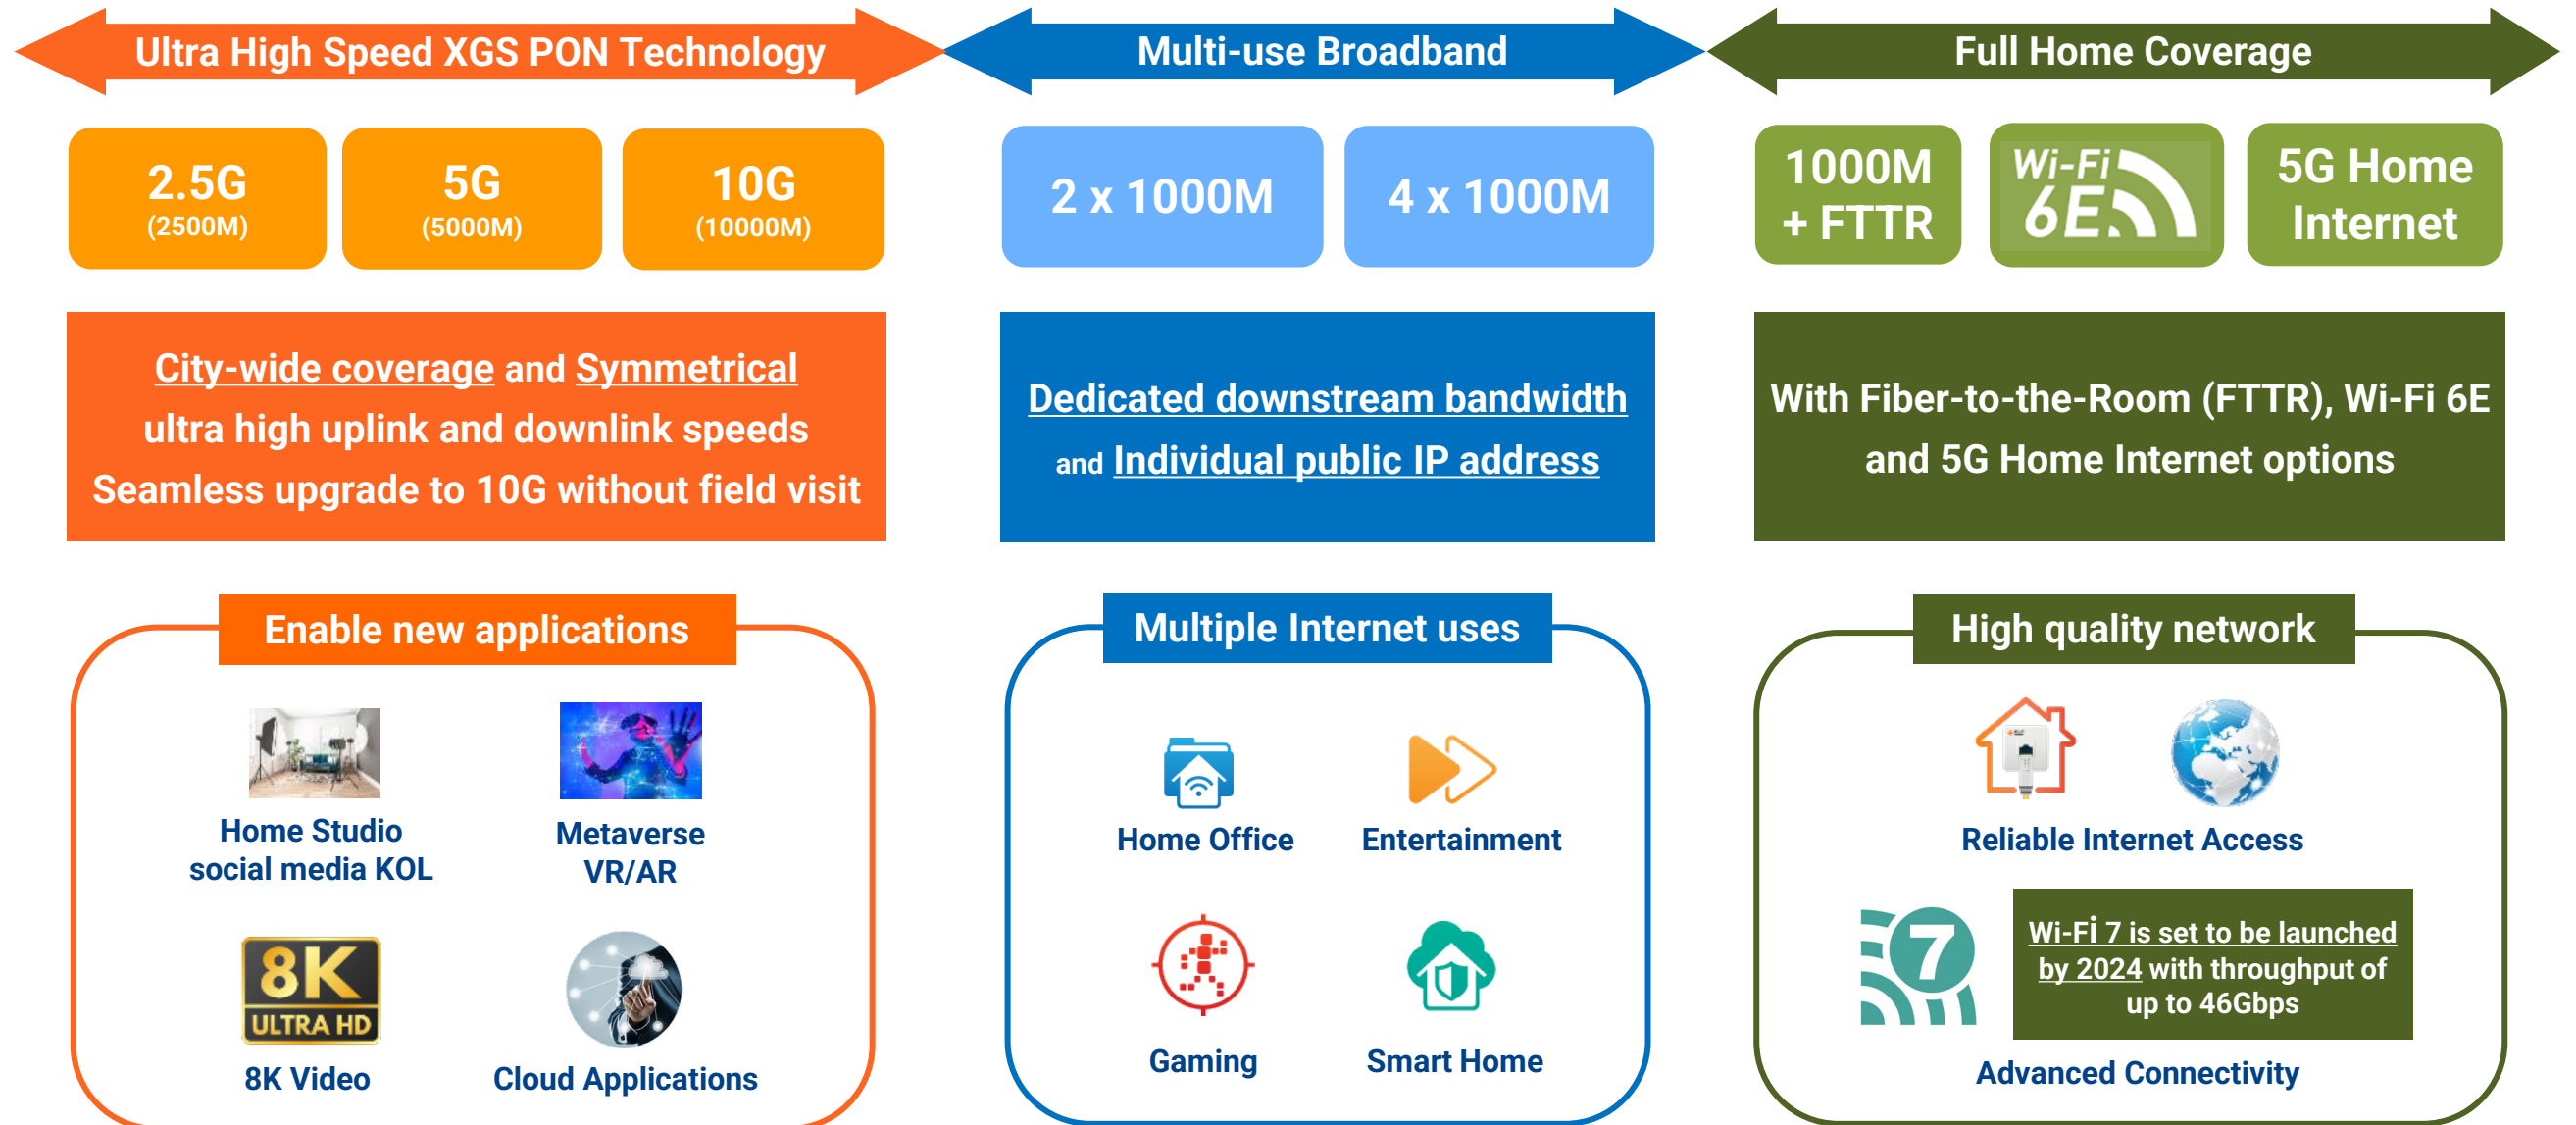 Ultra High Speed XGS PON Technology
2.5G
(2500M)
5G
(5000M)
10G
(10000M)
City-wide coverage and Symmetrical
ultra high uplink and downlink speeds
Seamless upgrade to 10G without field visit
Enable new applications
Home Studio
social media KOL
Metaverse
VR/AR
8K
ULTRA HD
8K Video
Cloud Applications
Multi-use Broadband
2 x 1000M
4 x 1000M
Dedicated downstream bandwidth
and Individual public IP address
Multiple Internet uses
Home Office
Entertainment
Gaming
Smart Home
Full Home Coverage
1000M
+ FTTR
Wi-Fi
6E
5G Home
Internet
With Fiber-to-the-Room (FTTR), Wi-Fi 6E
and 5G Home Internet options
High quality network
Reliable Internet Access
7
Wi-Fi 7 is set to be launched
by 2024 with throughput of
up to 46Gbps
Advanced Connectivity